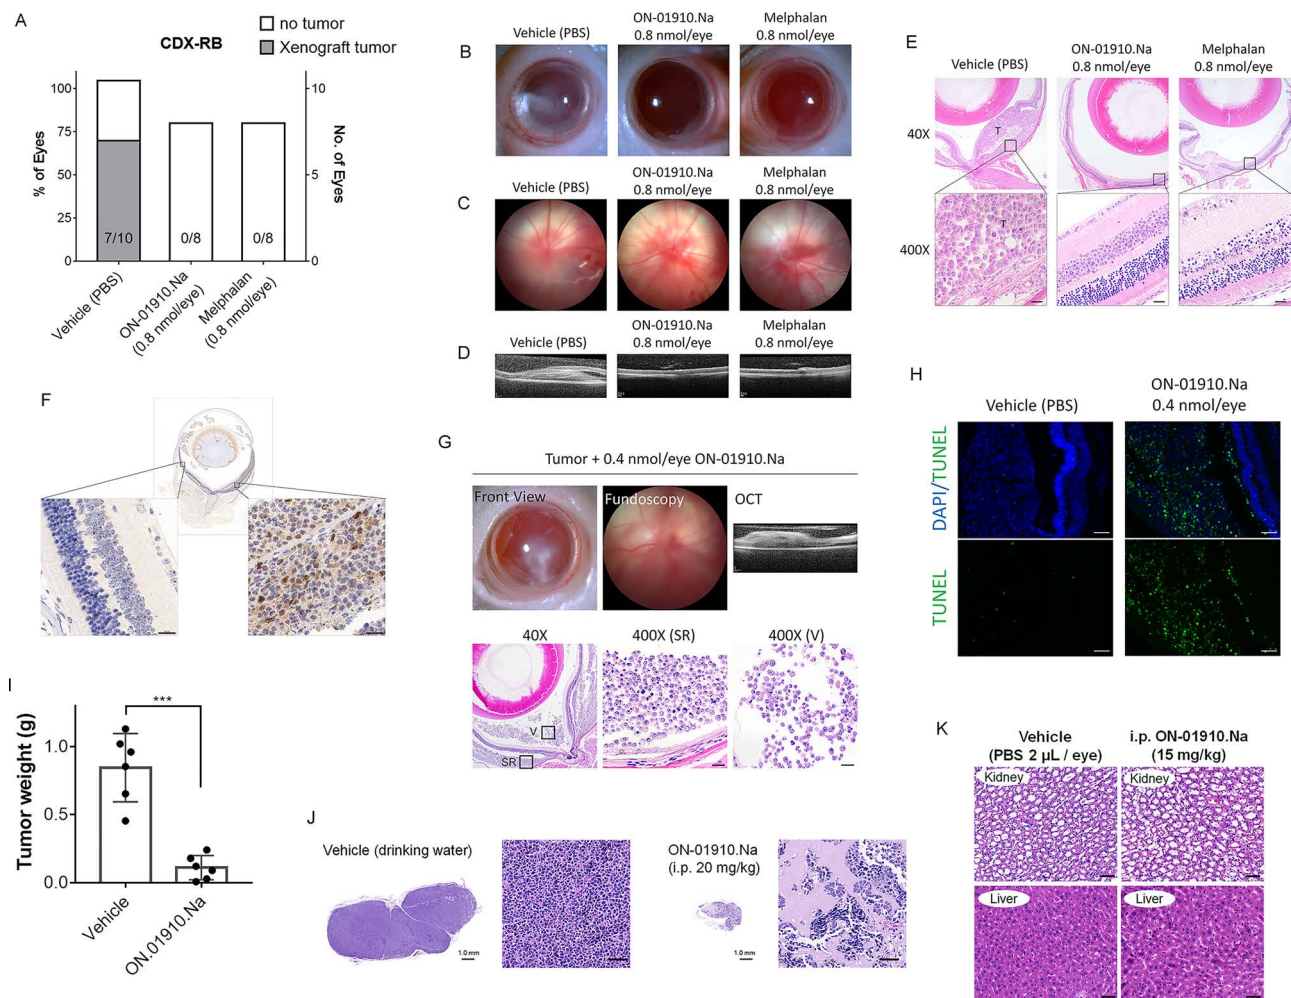 A
no tumor
Xenograft tumor
CDX-RB
% of Eyes
100
75
50
25
0
No. of Eyes
10
5
0
7/10
0/8
0/8
Vehicle (PBS)
ON-01910.Na
(0.8 nmol/eye)
Melphalan
(0.8 nmol/eye)
B
Vehicle (PBS)
ON-01910.Na
0.8 nmol/eye
Melphalan
0.8 nmol/eye
C
Vehicle (PBS)
ON-01910.Na
0.8 nmol/eye
Melphalan
0.8 nmol/eye
D
Vehicle (PBS)
ON-01910.Na
0.8 nmol/eye
Melphalan
0.8 nmol/eye
E
Vehicle (PBS)
ON-01910.Na
0.8 nmol/eye
Melphalan
0.8 nmol/eye
40X
T
400X
T
F
G
Tumor + 0.4 nmol/eye ON-01910.Na
Front View
Fundoscopy
OCT
40X
400X (SR)
400X (V)
V
SR
H
Vehicle (PBS)
ON-01910.Na
0.4 nmol/eye
DAPI/TUNEL
TUNEL
I
Tumor weight (g)
***
1.0
0.5
0.0
Vehicle
ON.01910.Na
J
Vehicle (drinking water)
1.0 mm
ON-01910.Na
(i.p. 20 mg/kg)
1.0 mm
K
Vehicle
(PBS 2 µL / eye)
i.p. ON-01910.Na
(15 mg/kg)
Kidney
Kidney
Liver
Liver